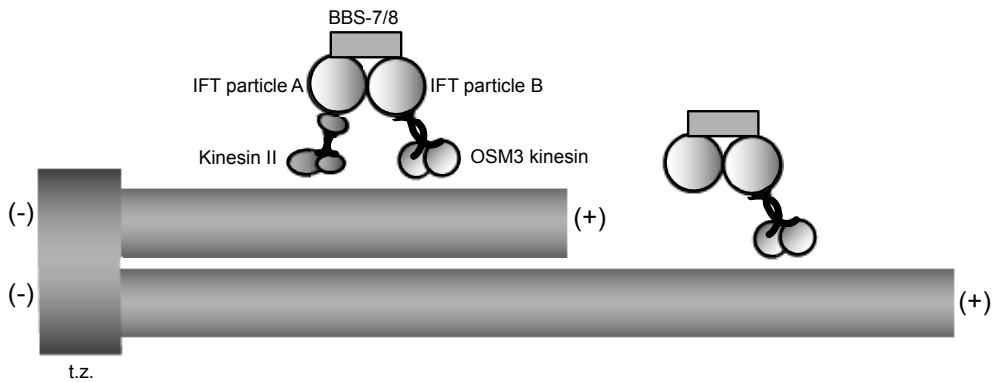 BBS-7/8
IFT particle A
IFT particle B
Kinesin II
OSM3 kinesin
(-)
(+)
(-)
(+)
t.z.